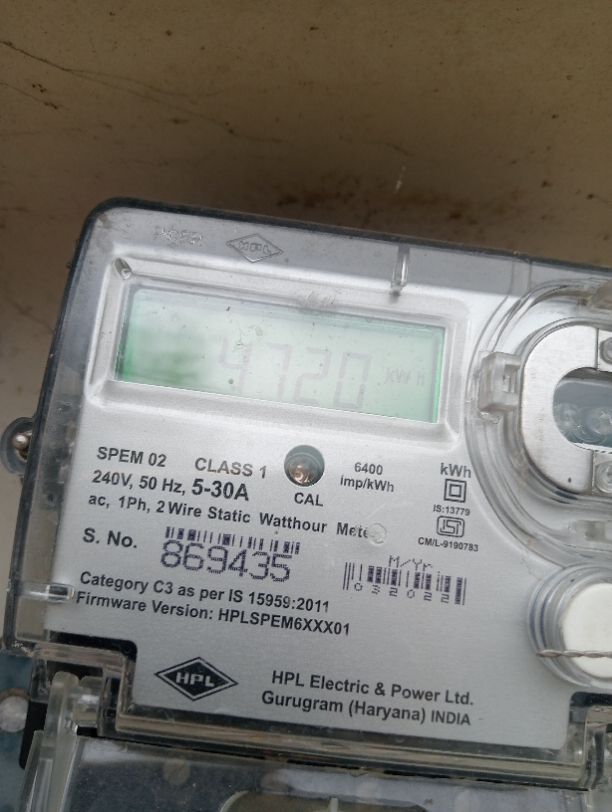 HPL
4720 kWH
SPEM 02 CLASS 1
240V, 50 Hz, 5-30A
ac, 1Ph, 2 Wire Static Watthour Meter
CAL
6400
imp/kWh
kWh
IS:13779
ISI
CM/L-9190783
S. No.
869435
M/Yr
052022
Category C3 as per IS 15959:2011
Firmware Version: HPLSPEM6XXX01
HPL
HPL Electric & Power Ltd.
Gurugram (Haryana) INDIA